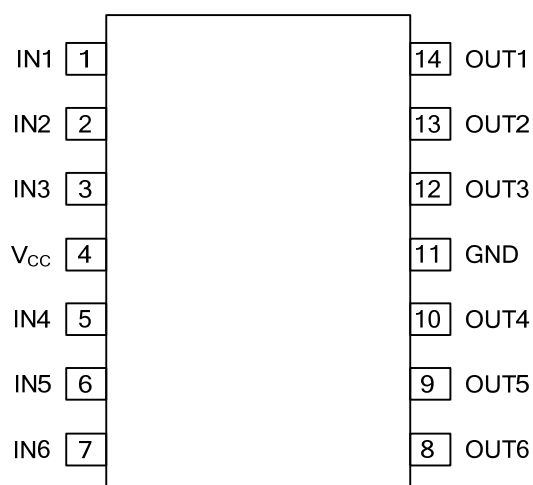 IN1 1 14 OUT1
IN2 2 13 OUT2
IN3 3 12 OUT3
VCC 4 11 GND
IN4 5 10 OUT4
IN5 6 9 OUT5
IN6 7 8 OUT6